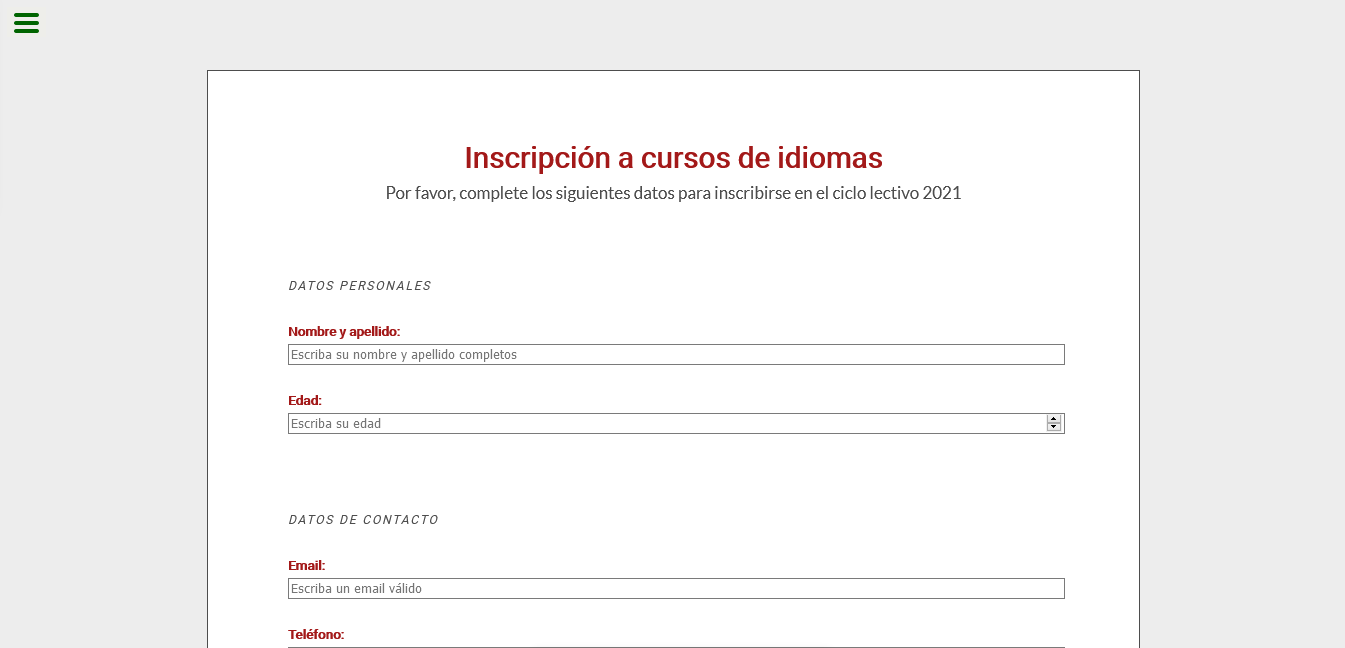 Inscripción a cursos de idiomas
Por favor, complete los siguientes datos para inscribirse en el ciclo lectivo 2021
DATOS PERSONALES
Nombre y apellido:
Escriba su nombre y apellido completos
Edad:
Escriba su edad
DATOS DE CONTACTO
Email:
Escriba un email válido
Teléfono: